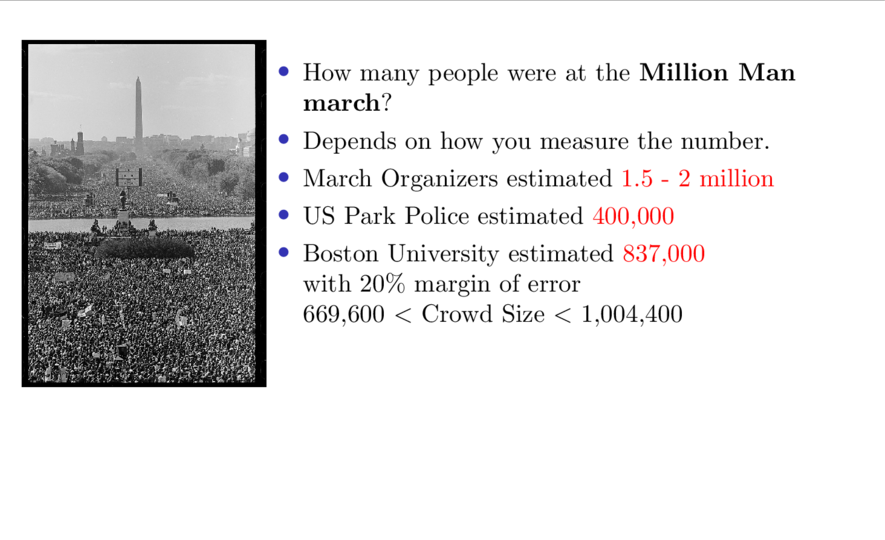 How many people were at the Million Man
march?
Depends on how you measure the number.
March Organizers estimated 1.5 - 2 million
US Park Police estimated 400,000
Boston University estimated 837,000
with 20% margin of error
669,600 < Crowd Size < 1,004,400